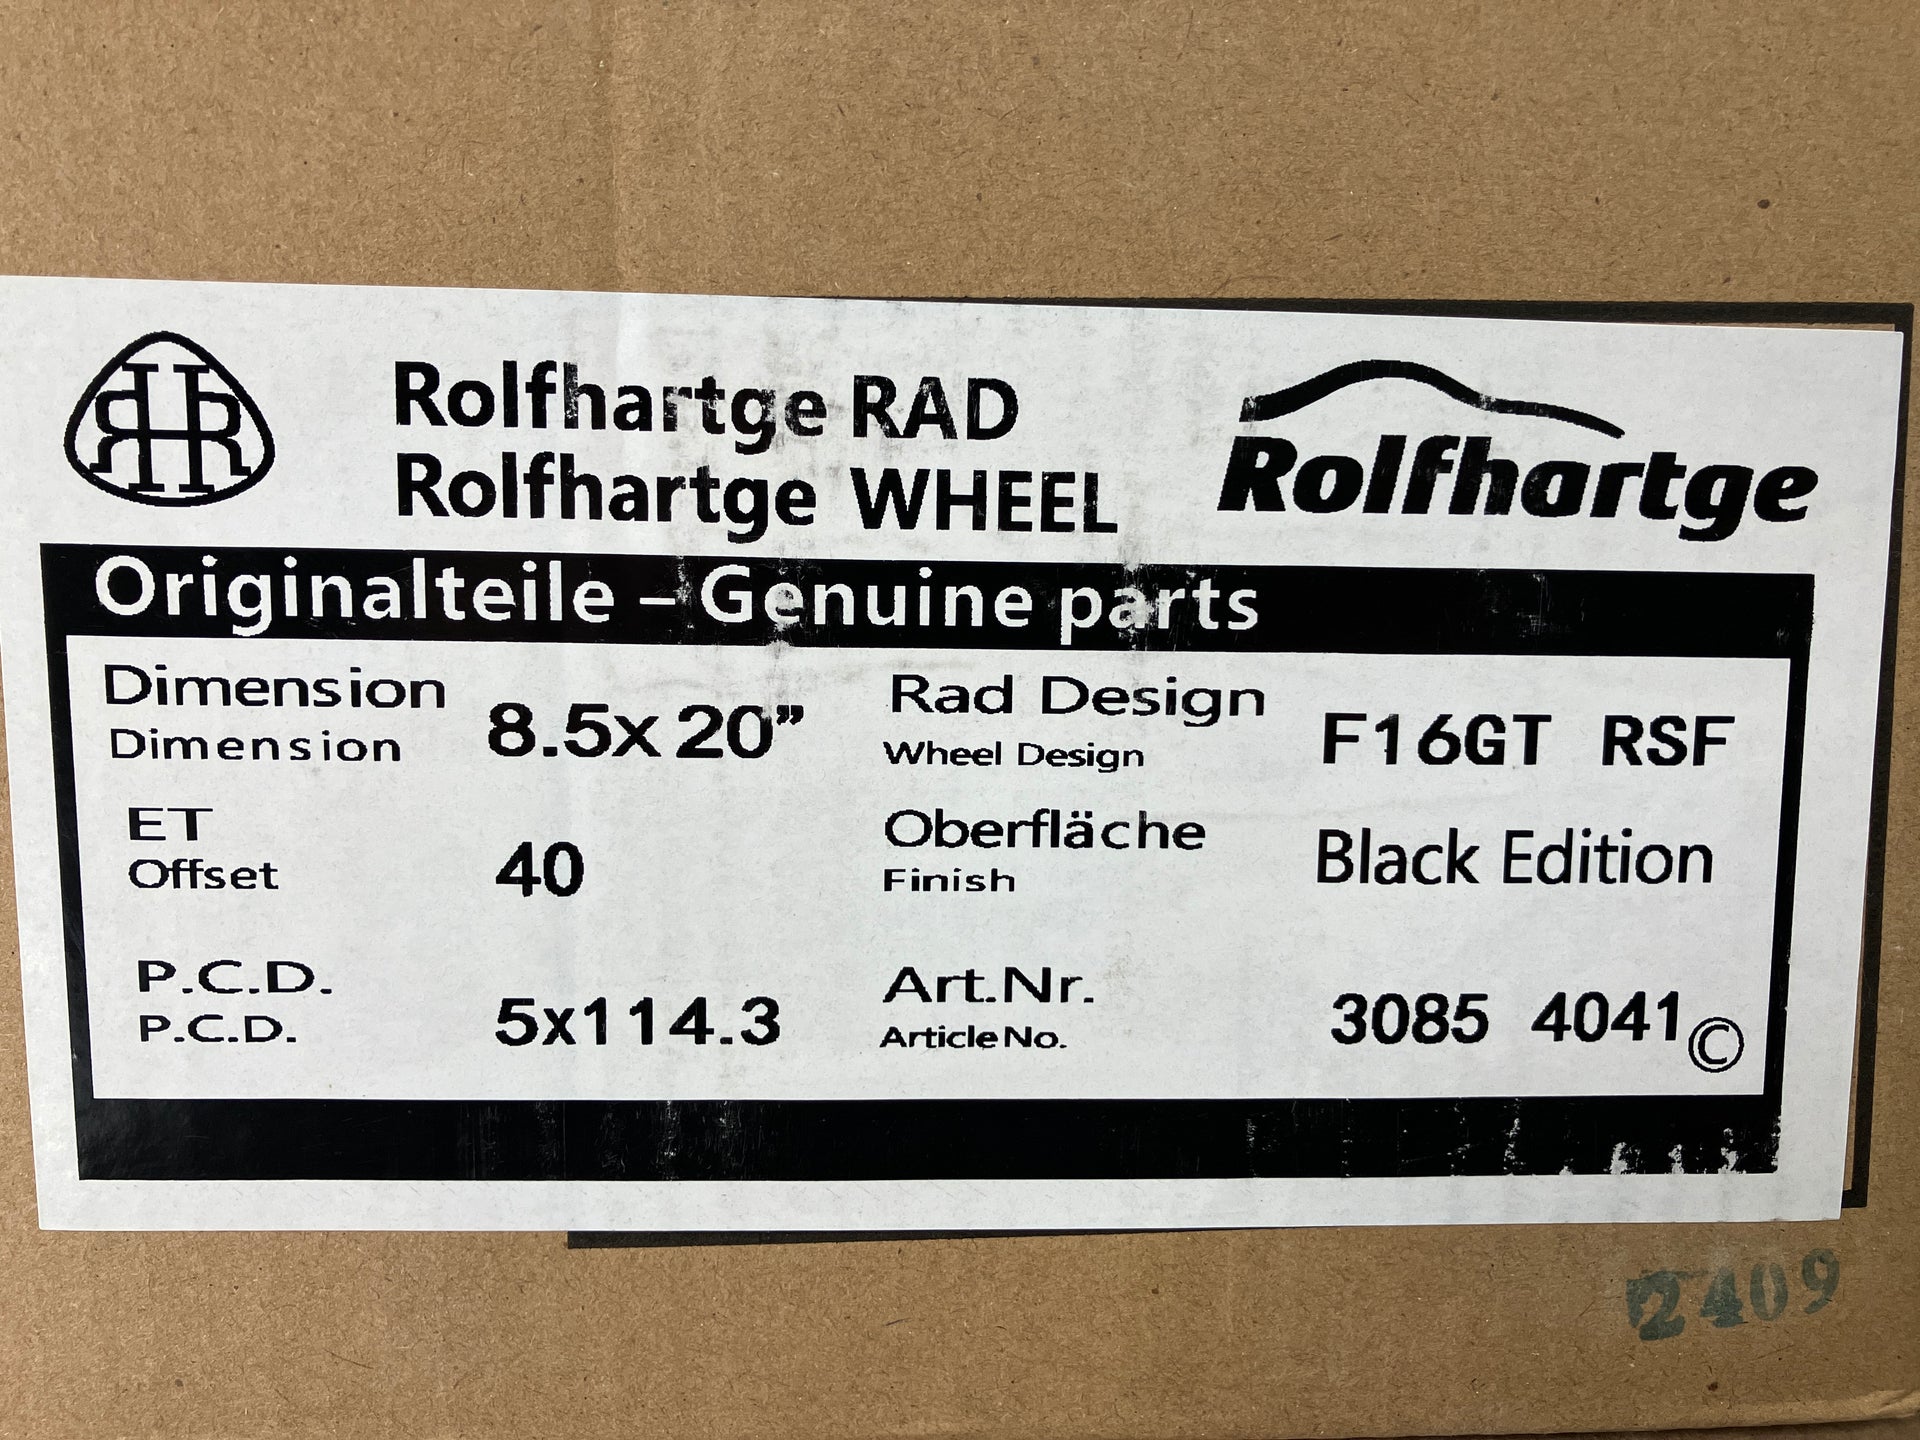 RHR
Rolfhartge RAD
Rolfhartge WHEEL
Rolfhartge
Originalteile – Genuine parts
Dimension
Dimension
8.5x20”
Rad Design
Wheel Design
F16GT RSF
ET
Offset
40
Oberfläche
Finish
Black Edition
P.C.D.
P.C.D.
5x114.3
Art.Nr.
Article No.
3085 4041 ©
2409